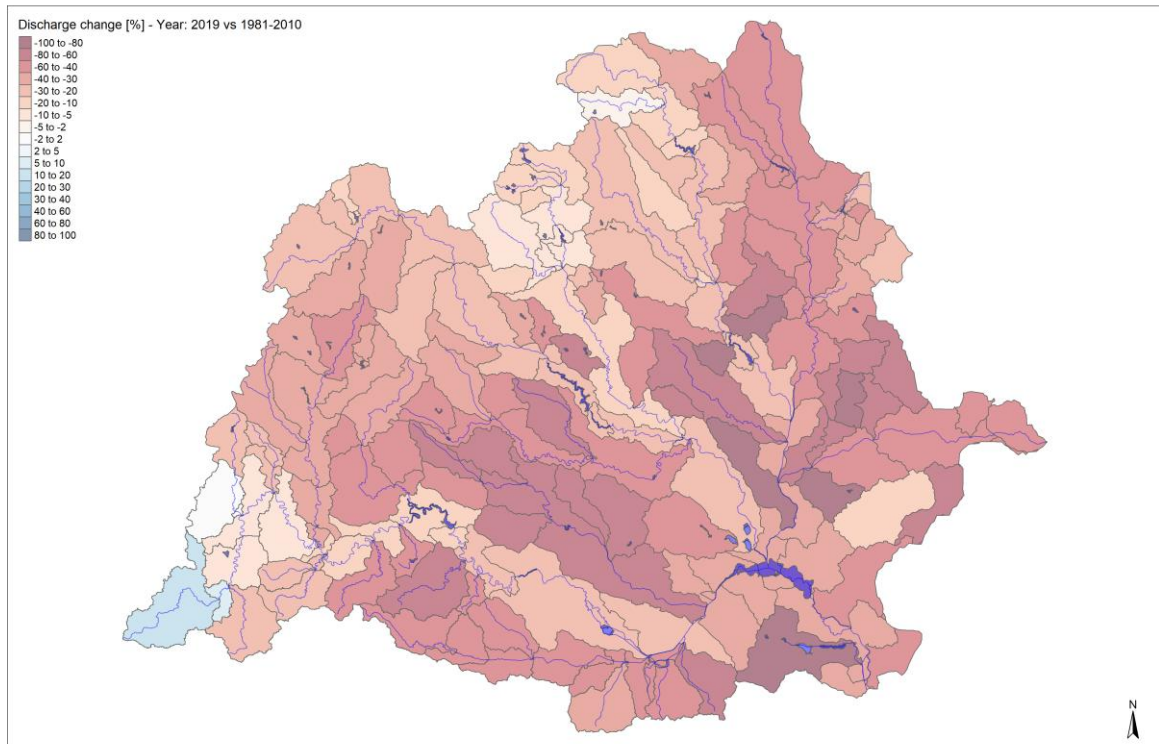 Discharge change [%] - Year: 2019 vs 1981-2010
-100 to -80
-80 to -60
-60 to -40
-40 to -30
-30 to -20
-20 to -10
-10 to -5
-5 to -2
-2 to 2
2 to 5
5 to 10
10 to 20
20 to 30
30 to 40
40 to 60
60 to 80
80 to 100
N